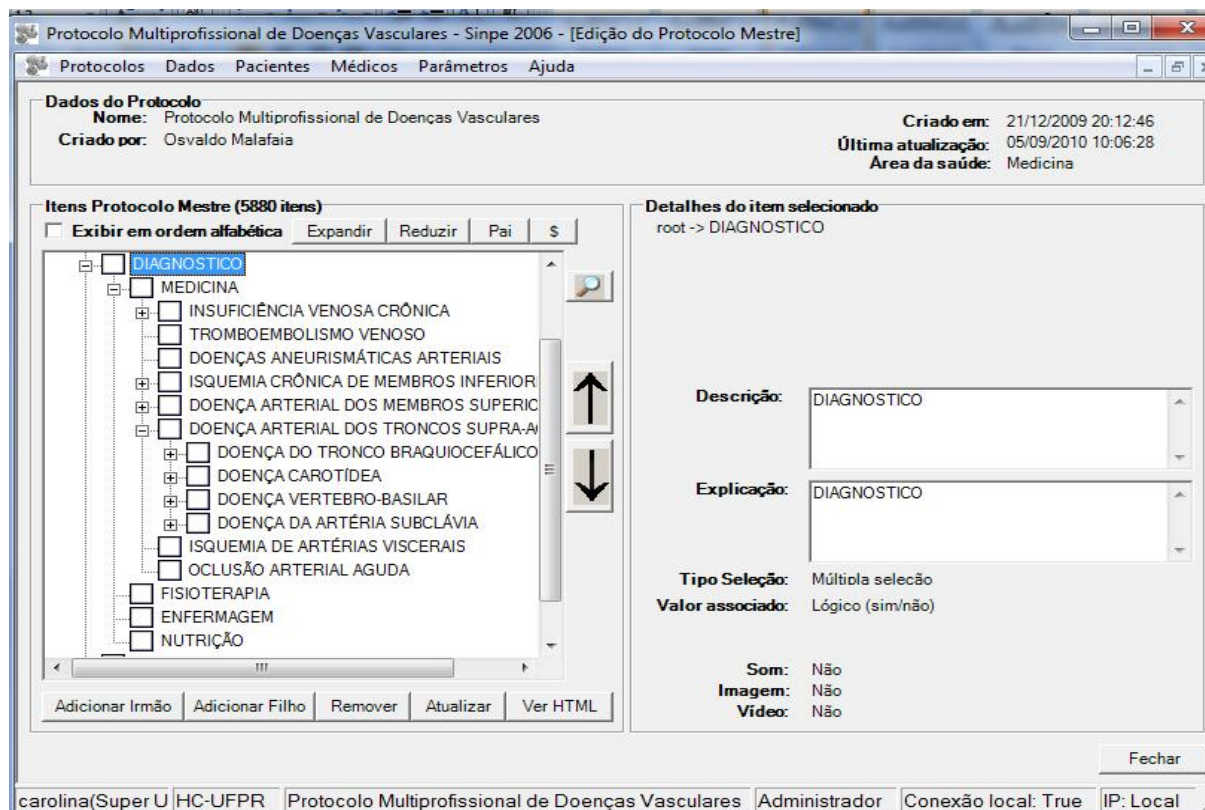 Protocolo Multiprofissional de Doenças Vasculares - Sinpe 2006 - [Edição do Protocolo Mestre]
Protocolos Dados Pacientes Médicos Parâmetros Ajuda
Dados do Protocolo
Nome: Protocolo Multiprofissional de Doenças Vasculares
Criado por: Osvaldo Malafaia
Criado em: 21/12/2009 20:12:46
Última atualização: 05/09/2010 10:06:28
Área da saúde: Medicina
Itens Protocolo Mestre (5880 itens)
Exibir em ordem alfabética Expandir Reduzir Pai $
DIAGNOSTICO
MEDICINA
INSUFICIÊNCIA VENOSA CRÔNICA
TROMBOEMBOLISMO VENOSO
DOENÇAS ANEURISMÁTICAS ARTERIAIS
ISQUEMIA CRÔNICA DE MEMBROS INFERIOR
DOENÇA ARTERIAL DOS MEMBROS SUPERIC
DOENÇA ARTERIAL DOS TRONCOS SUPRA-A
DOENÇA DO TRONCO BRAQUIOCEFÁLICO
DOENÇA CAROTÍDEA
DOENÇA VERTEBRO-BASILAR
DOENÇA DA ARTÉRIA SUBCLÁVIA
ISQUEMIA DE ARTÉRIAS VISCERAIS
OCLUSÃO ARTERIAL AGUDA
FISIOTERAPIA
ENFERMAGEM
NUTRIÇÃO
Adicionar Irmão Adicionar Filho Remover Atualizar Ver HTML
Detalhes do item selecionado
root -> DIAGNOSTICO
Descrição: DIAGNOSTICO
Explicação: DIAGNOSTICO
Tipo Seleção: Múltipla seleção
Valor associado: Lógico (sim/não)
Som: Não
Imagem: Não
Vídeo: Não
Fechar
carolina(Super U HC-UFPR Protocolo Multiprofissional de Doenças Vasculares Administrador Conexão local: True IP: Local